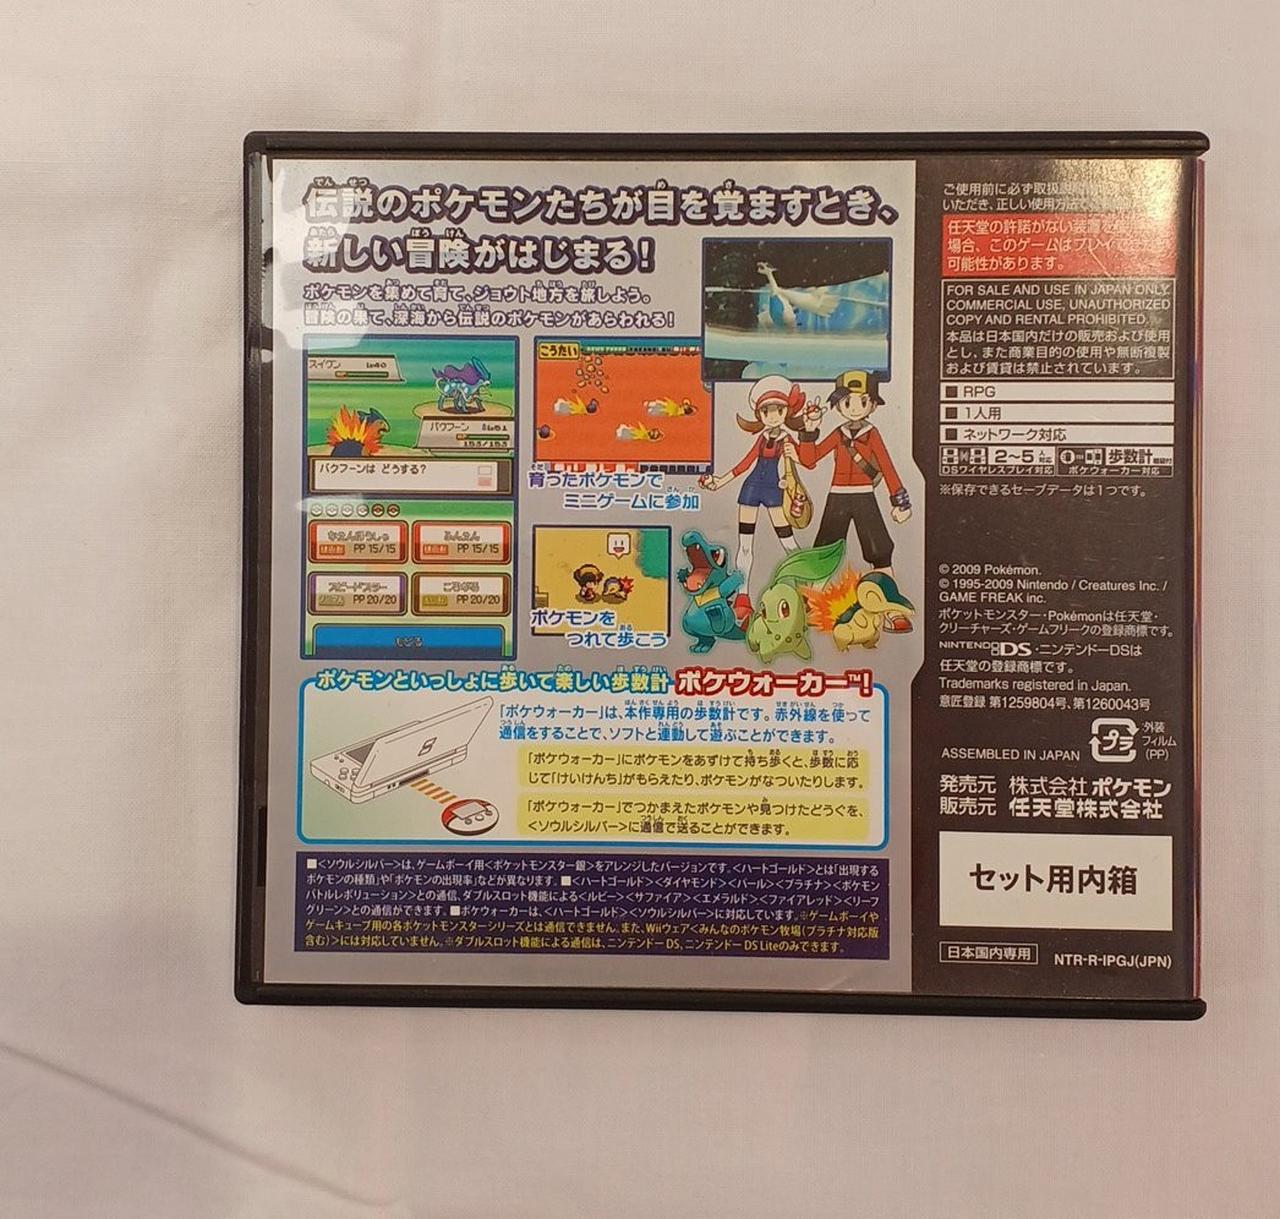 伝説のポケモンたちが目を覚ますとき、
新しい冒険がはじまる！
ポケモンを集めて育て、ジョウト地方を旅しよう。
冒険の果て、深海から伝説のポケモンがあらわれる！
スイクン Lv40
バクフーン Lv51
153/153
バクフーンは どうする？
ふんえん
PP 15/15
PP 15/15
スピードスター
ころがる
PP 20/20
PP 20/20
もどる
こうたい
育ったポケモンで
ミニゲームに参加
ポケモンを
つれて歩こう
ポケモンといっしょに歩いて楽しい歩数計 ポケウォーカー™！
「ポケウォーカー」は、本作専用の歩数計です。赤外線を使って
通信をすることで、ソフトと連動して遊ぶことができます。
「ポケウォーカー」にポケモンをあずけて持ち歩くと、歩数に応
じて「けいけんち」がもらえたり、ポケモンがなついたりします。
「ポケウォーカー」でつかまえたポケモンや見つけたどうぐを、
<ソウルシルバー>に通信で送ることができます。
■<ソウルシルバー>は、ゲームボーイ用<ポケットモンスター銀>をアレンジしたバージョンです。<ハートゴールド>とは「出現する
ポケモンの種類」や「ポケモンの出現率」などが異なります。■<ハートゴールド><ダイヤモンド><パール><プラチナ><ポケモン
バトルレボリューション>との通信、ダブルスロット機能による<ルビー><サファイア><エメラルド><ファイアレッド><リーフ
グリーン>との通信ができます。■ポケウォーカーは、<ハートゴールド><ソウルシルバー>に対応しています。※ゲームボーイや
ゲームキューブ用の各ポケットモンスターシリーズとは通信できません。また、Wiiウェア<みんなのポケモン牧場(プラチナ対応版
含む)>には対応していません。※ダブルスロット機能による通信は、ニンテンドーDS、ニンテンドーDS Liteのみできます。
ご使用前に必ず取扱説
いただき、正しい使用方法で
任天堂の許諾がない装置を
場合、このゲームはプレイできない
可能性があります。
FOR SALE AND USE IN JAPAN ONLY.
COMMERCIAL USE, UNAUTHORIZED
COPY AND RENTAL PROHIBITED.
本品は日本国内だけの販売および使用
とし、また商業目的の使用や無断複製
および賃貸は禁止されています。
■ RPG
■ 1人用
■ ネットワーク対応
2～5人対応
DSワイヤレスプレイ対応
歩数計
ポケウォーカー対応
※保存できるセーブデータは1つです。
© 2009 Pokémon.
© 1995-2009 Nintendo / Creatures Inc. /
GAME FREAK inc.
ポケットモンスター・Pokémonは任天堂・
クリーチャーズ・ゲームフリークの登録商標です。
NINTENDO DS・ニンテンドーDSは
任天堂の登録商標です。
Trademarks registered in Japan.
意匠登録 第1259804号、第1260043号
プラ
外装
フィルム
(PP)
ASSEMBLED IN JAPAN
発売元 株式会社ポケモン
販売元 任天堂株式会社
セット用内箱
日本国内専用
NTR-R-IPGJ(JPN)